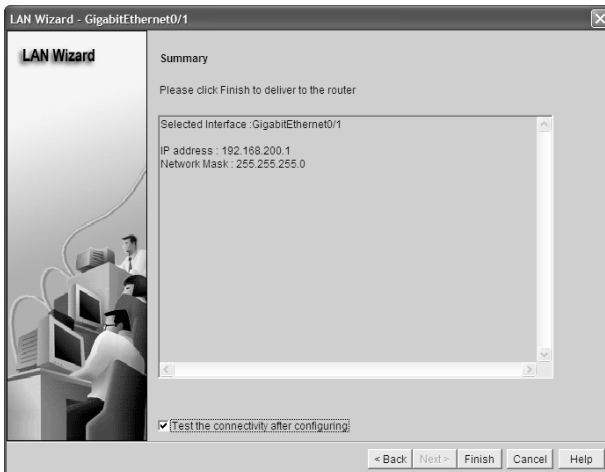 LAN Wizard - GigabitEthernet0/1
LAN Wizard
Summary
Please click Finish to deliver to the router
Selected Interface :GigabitEthernet0/1
IP address : 192.168.200.1
Network Mask : 255.255.255.0
Test the connectivity after configuring
< Back Next > Finish Cancel Help